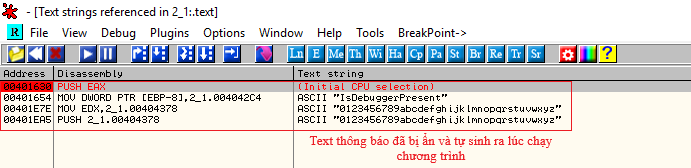 - [Text strings referenced in 2_1:.text]
R File View Debug Plugins Options Window Help Tools BreakPoint->
Ln E Me Th Wi Ha Cp Pa St Br Re Tr So
Address Disassembly Text string
00401630 PUSH EAX (Initial CPU selection)
00401654 MOV DWORD PTR [EBP-8],2_1.004042C4 ASCII "IsDebuggerPresent"
00401E7E MOV EDX,2_1.00404378 ASCII "0123456789abcdefghijklmnopqrstuvwxyz"
00401EA5 PUSH 2_1.00404378 ASCII "0123456789abcdefghijklmnopqrstuvwxyz"
Text thông báo đã bị ẩn và tự sinh ra lúc chạy
chương trình